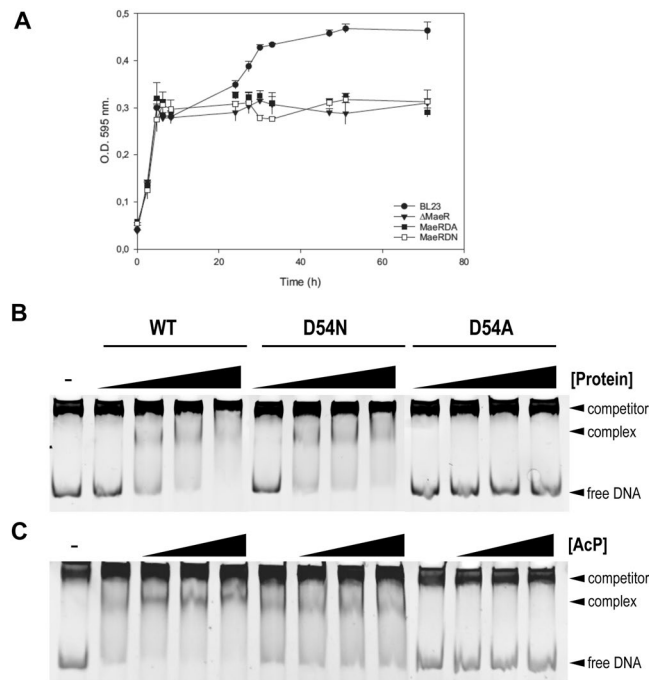 A
O.D. 595 nm.
0,5
0,4
0,3
0,2
0,1
0,0
BL23
ΔMaeR
MaeRDA
MaeRDN
0
20
40
60
80
Time (h)
B
WT
D54N
D54A
-
[Protein]
competitor
complex
free DNA
C
-
[AcP]
competitor
complex
free DNA